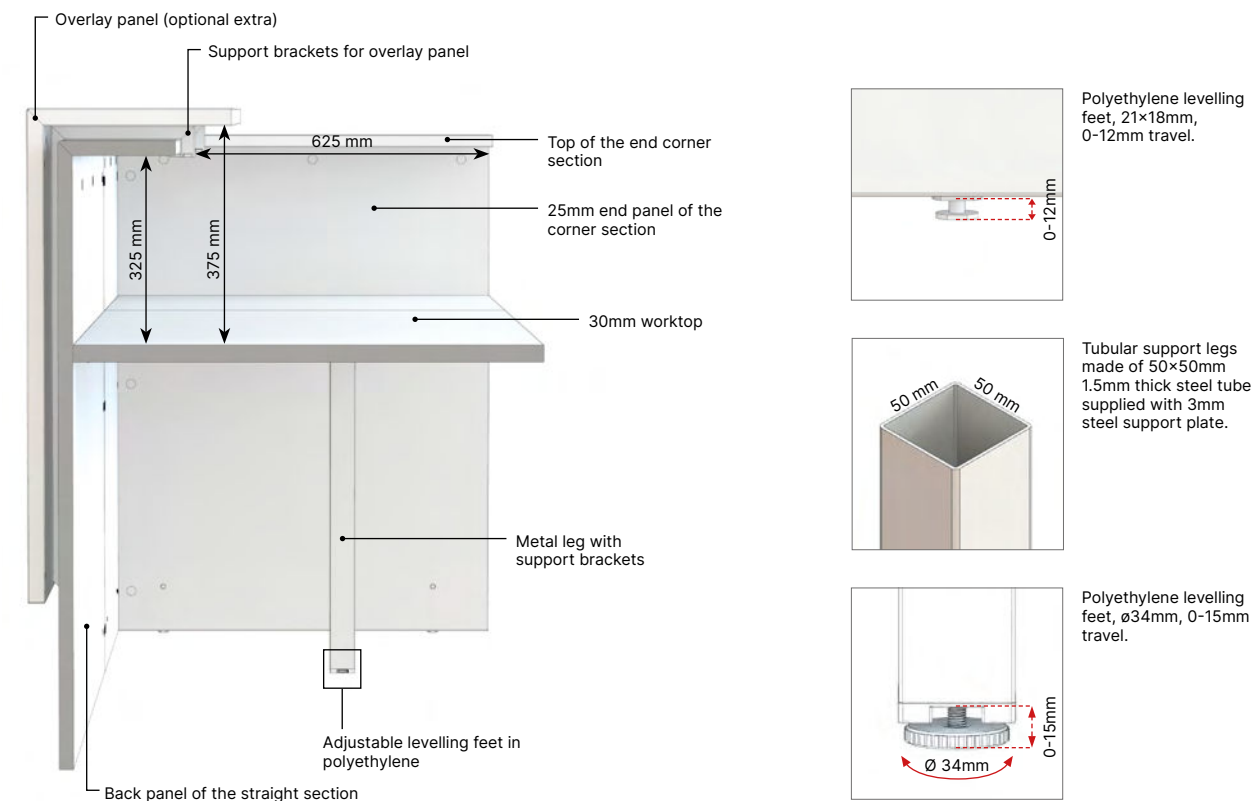 Overlay panel (optional extra)
Support brackets for overlay panel
625 mm
Top of the end corner
section
25mm end panel of the
corner section
325 mm
375 mm
30mm worktop
Metal leg with
support brackets
Adjustable levelling feet in
polyethylene
Back panel of the straight section
Polyethylene levelling
feet, 21×18mm,
0-12mm travel.
0-12mm
Tubular support legs
made of 50×50mm
1.5mm thick steel tube
supplied with 3mm
steel support plate.
50 mm
50 mm
Polyethylene levelling
feet, ø34mm, 0-15mm
travel.
0-15mm
Ø 34mm